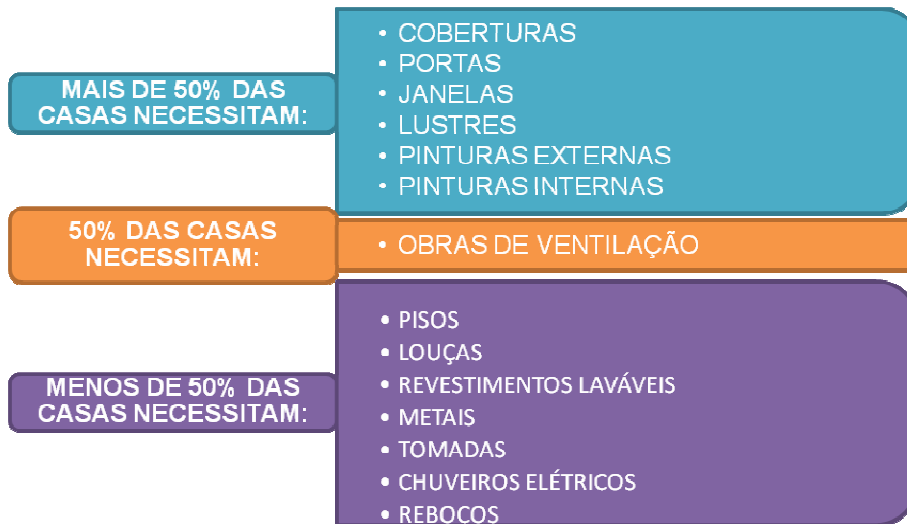 MAIS DE 50% DAS
CASAS NECESSITAM:
• COBERTURAS
• PORTAS
• JANELAS
• LUSTRES
• PINTURAS EXTERNAS
• PINTURAS INTERNAS
50% DAS CASAS
NECESSITAM:
• OBRAS DE VENTILAÇÃO
MENOS DE 50% DAS
CASAS NECESSITAM:
• PISOS
• LOUÇAS
• REVESTIMENTOS LAVÁVEIS
• METAIS
• TOMADAS
• CHUVEIROS ELÉTRICOS
• REBOCOS